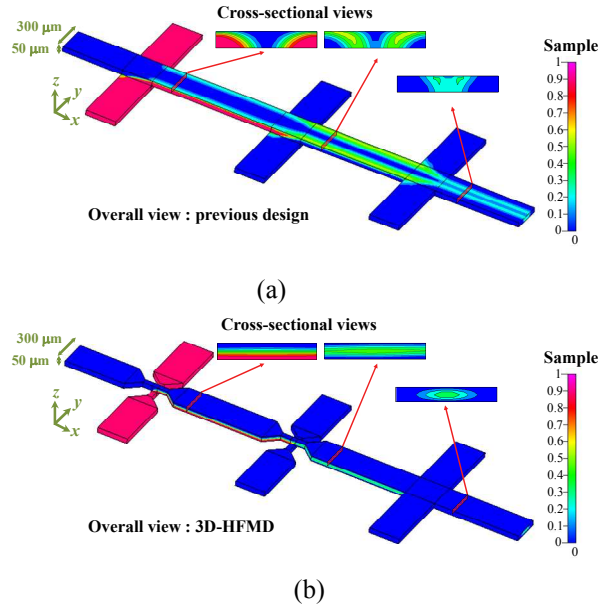 Cross-sectional views
300 µm
50 µm
z
y
x
Sample
1
0.9
0.8
0.7
0.6
0.5
0.4
0.3
0.2
0.1
0
0
Overall view : previous design
(a)
Cross-sectional views
300 µm
50 µm
z
y
x
Sample
1
0.9
0.8
0.7
0.6
0.5
0.4
0.3
0.2
0.1
0
0
Overall view : 3D-HFMD
(b)